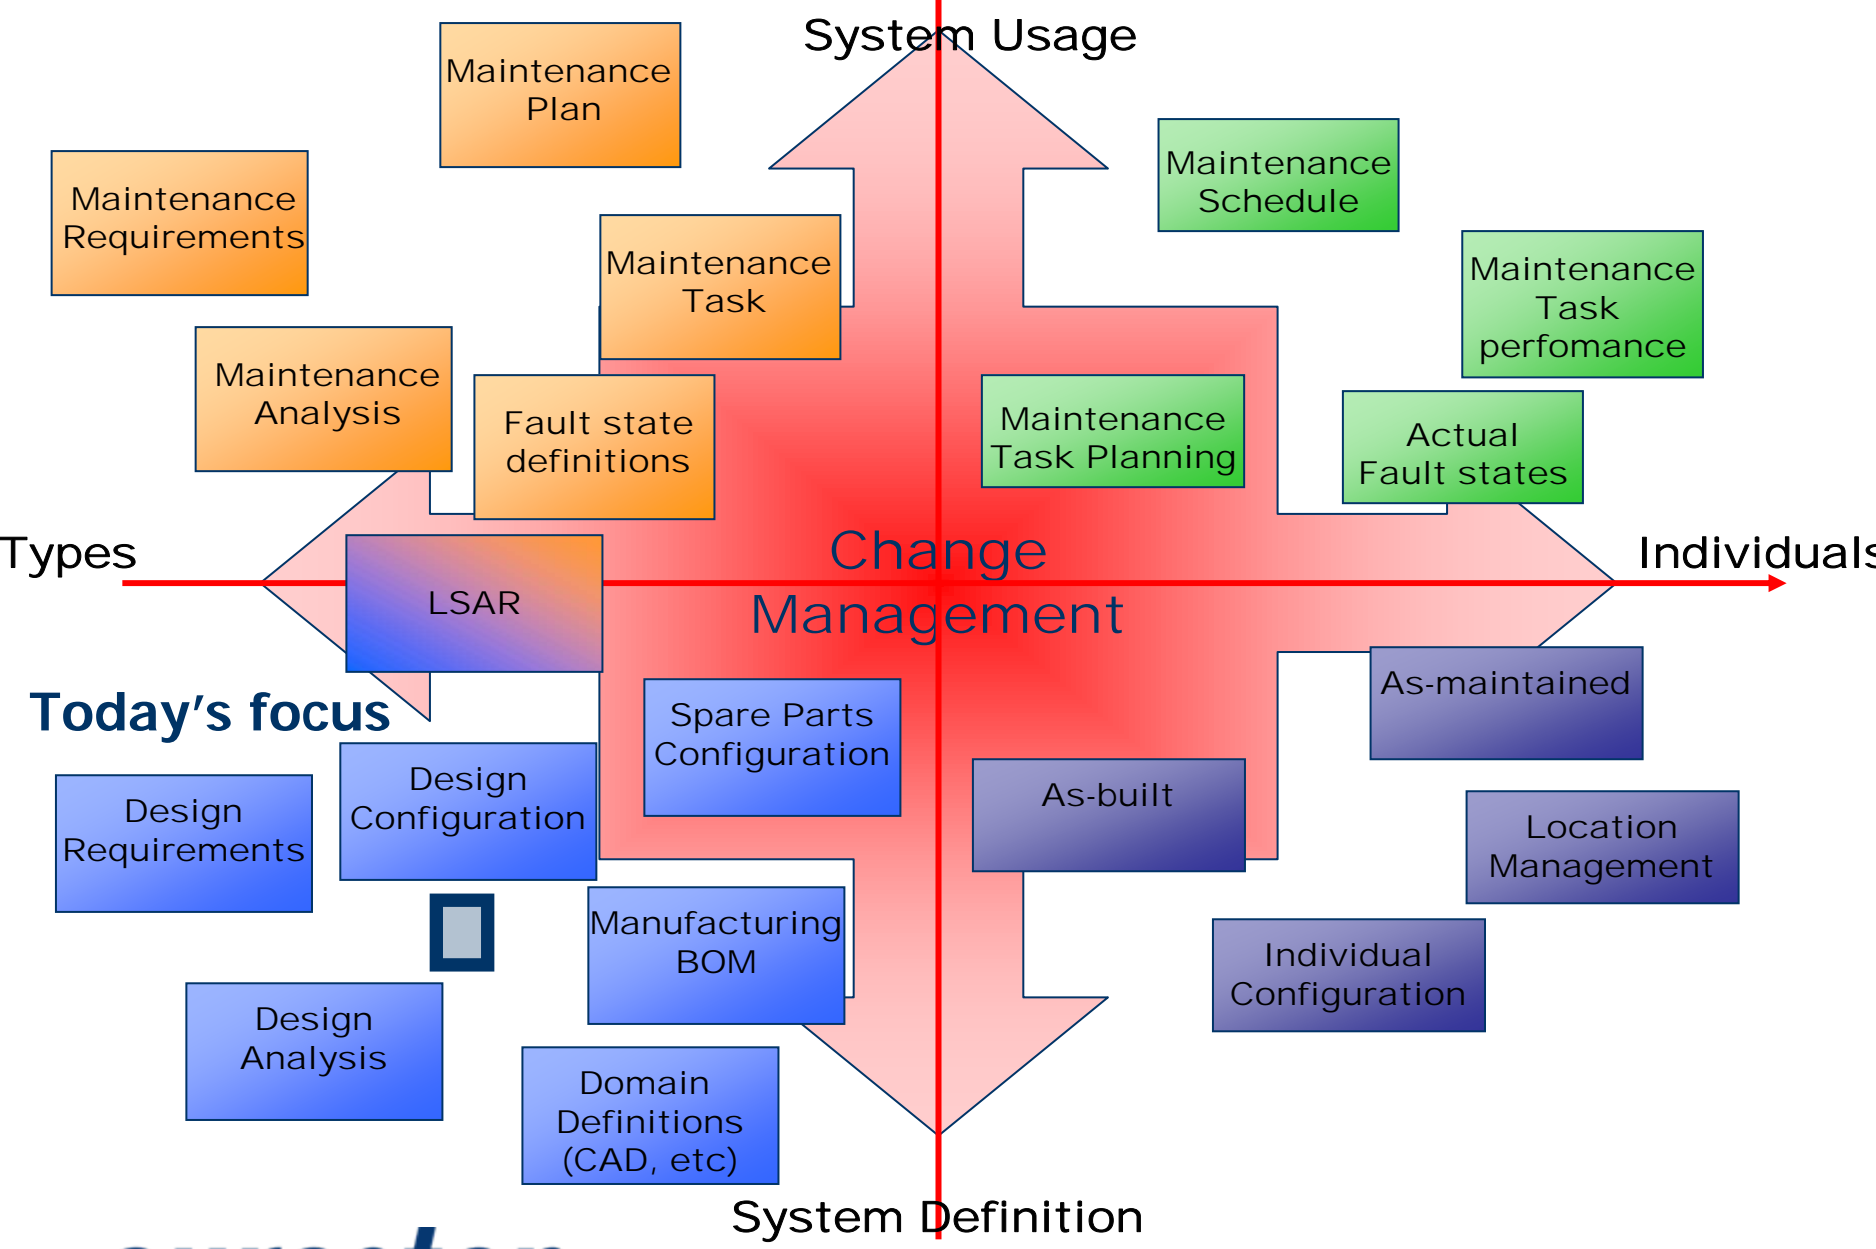 System Usage
Maintenance
Plan
Maintenance
Schedule
Maintenance
Requirements
Maintenance
Task
Maintenance
Task
perfomance
Maintenance
Analysis
Fault state
definitions
Maintenance
Task Planning
Actual
Fault states
Types
Change
Management
Individuals
LSAR
Today's focus
Spare Parts
Configuration
As-maintained
Design
Requirements
Design
Configuration
As-built
Location
Management
Manufacturing
BOM
Individual
Configuration
Design
Analysis
Domain
Definitions
(CAD, etc)
System Definition